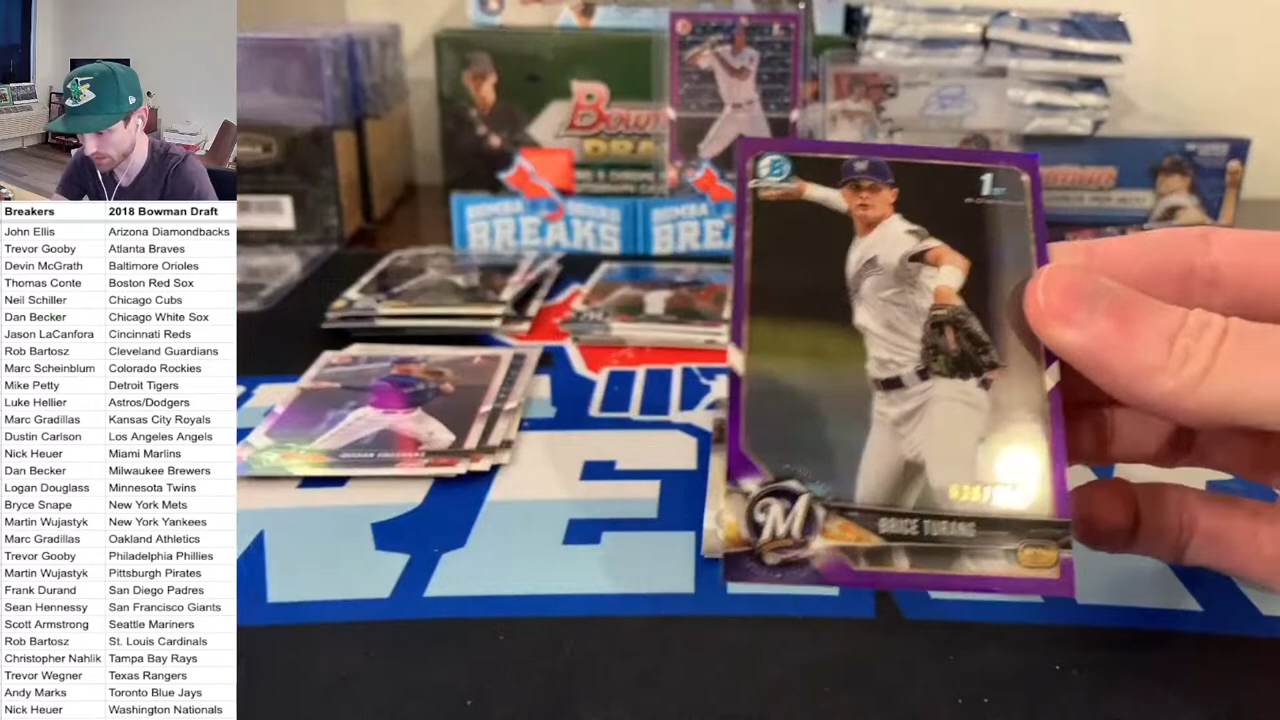 Breakers 2018 Bowman Draft
John Ellis Arizona Diamondbacks
Trevor Gooby Atlanta Braves
Devin McGrath Baltimore Orioles
Thomas Conte Boston Red Sox
Neil Schiller Chicago Cubs
Dan Becker Chicago White Sox
Jason LaCanfora Cincinnati Reds
Rob Bartosz Cleveland Guardians
Marc Scheinblum Colorado Rockies
Mike Petty Detroit Tigers
Luke Hellier Astros/Dodgers
Marc Gradillas Kansas City Royals
Dustin Carlson Los Angeles Angels
Nick Heuer Miami Marlins
Dan Becker Milwaukee Brewers
Logan Douglass Minnesota Twins
Bryce Snape New York Mets
Martin Wujastyk New York Yankees
Marc Gradillas Oakland Athletics
Trevor Gooby Philadelphia Phillies
Martin Wujastyk Pittsburgh Pirates
Frank Durand San Diego Padres
Sean Hennessy San Francisco Giants
Scott Armstrong Seattle Mariners
Rob Bartosz St. Louis Cardinals
Christopher Nahlik Tampa Bay Rays
Trevor Wegner Texas Rangers
Andy Marks Toronto Blue Jays
Nick Heuer Washington Nationals
BREAKS
BREA
1st
M
BRICE TURANG